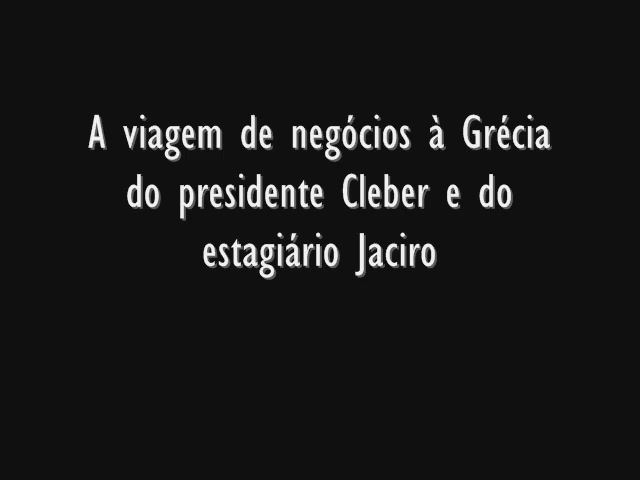 A viagem de negócios à Grécia
do presidente Cleber e do
estagiário Jaciro